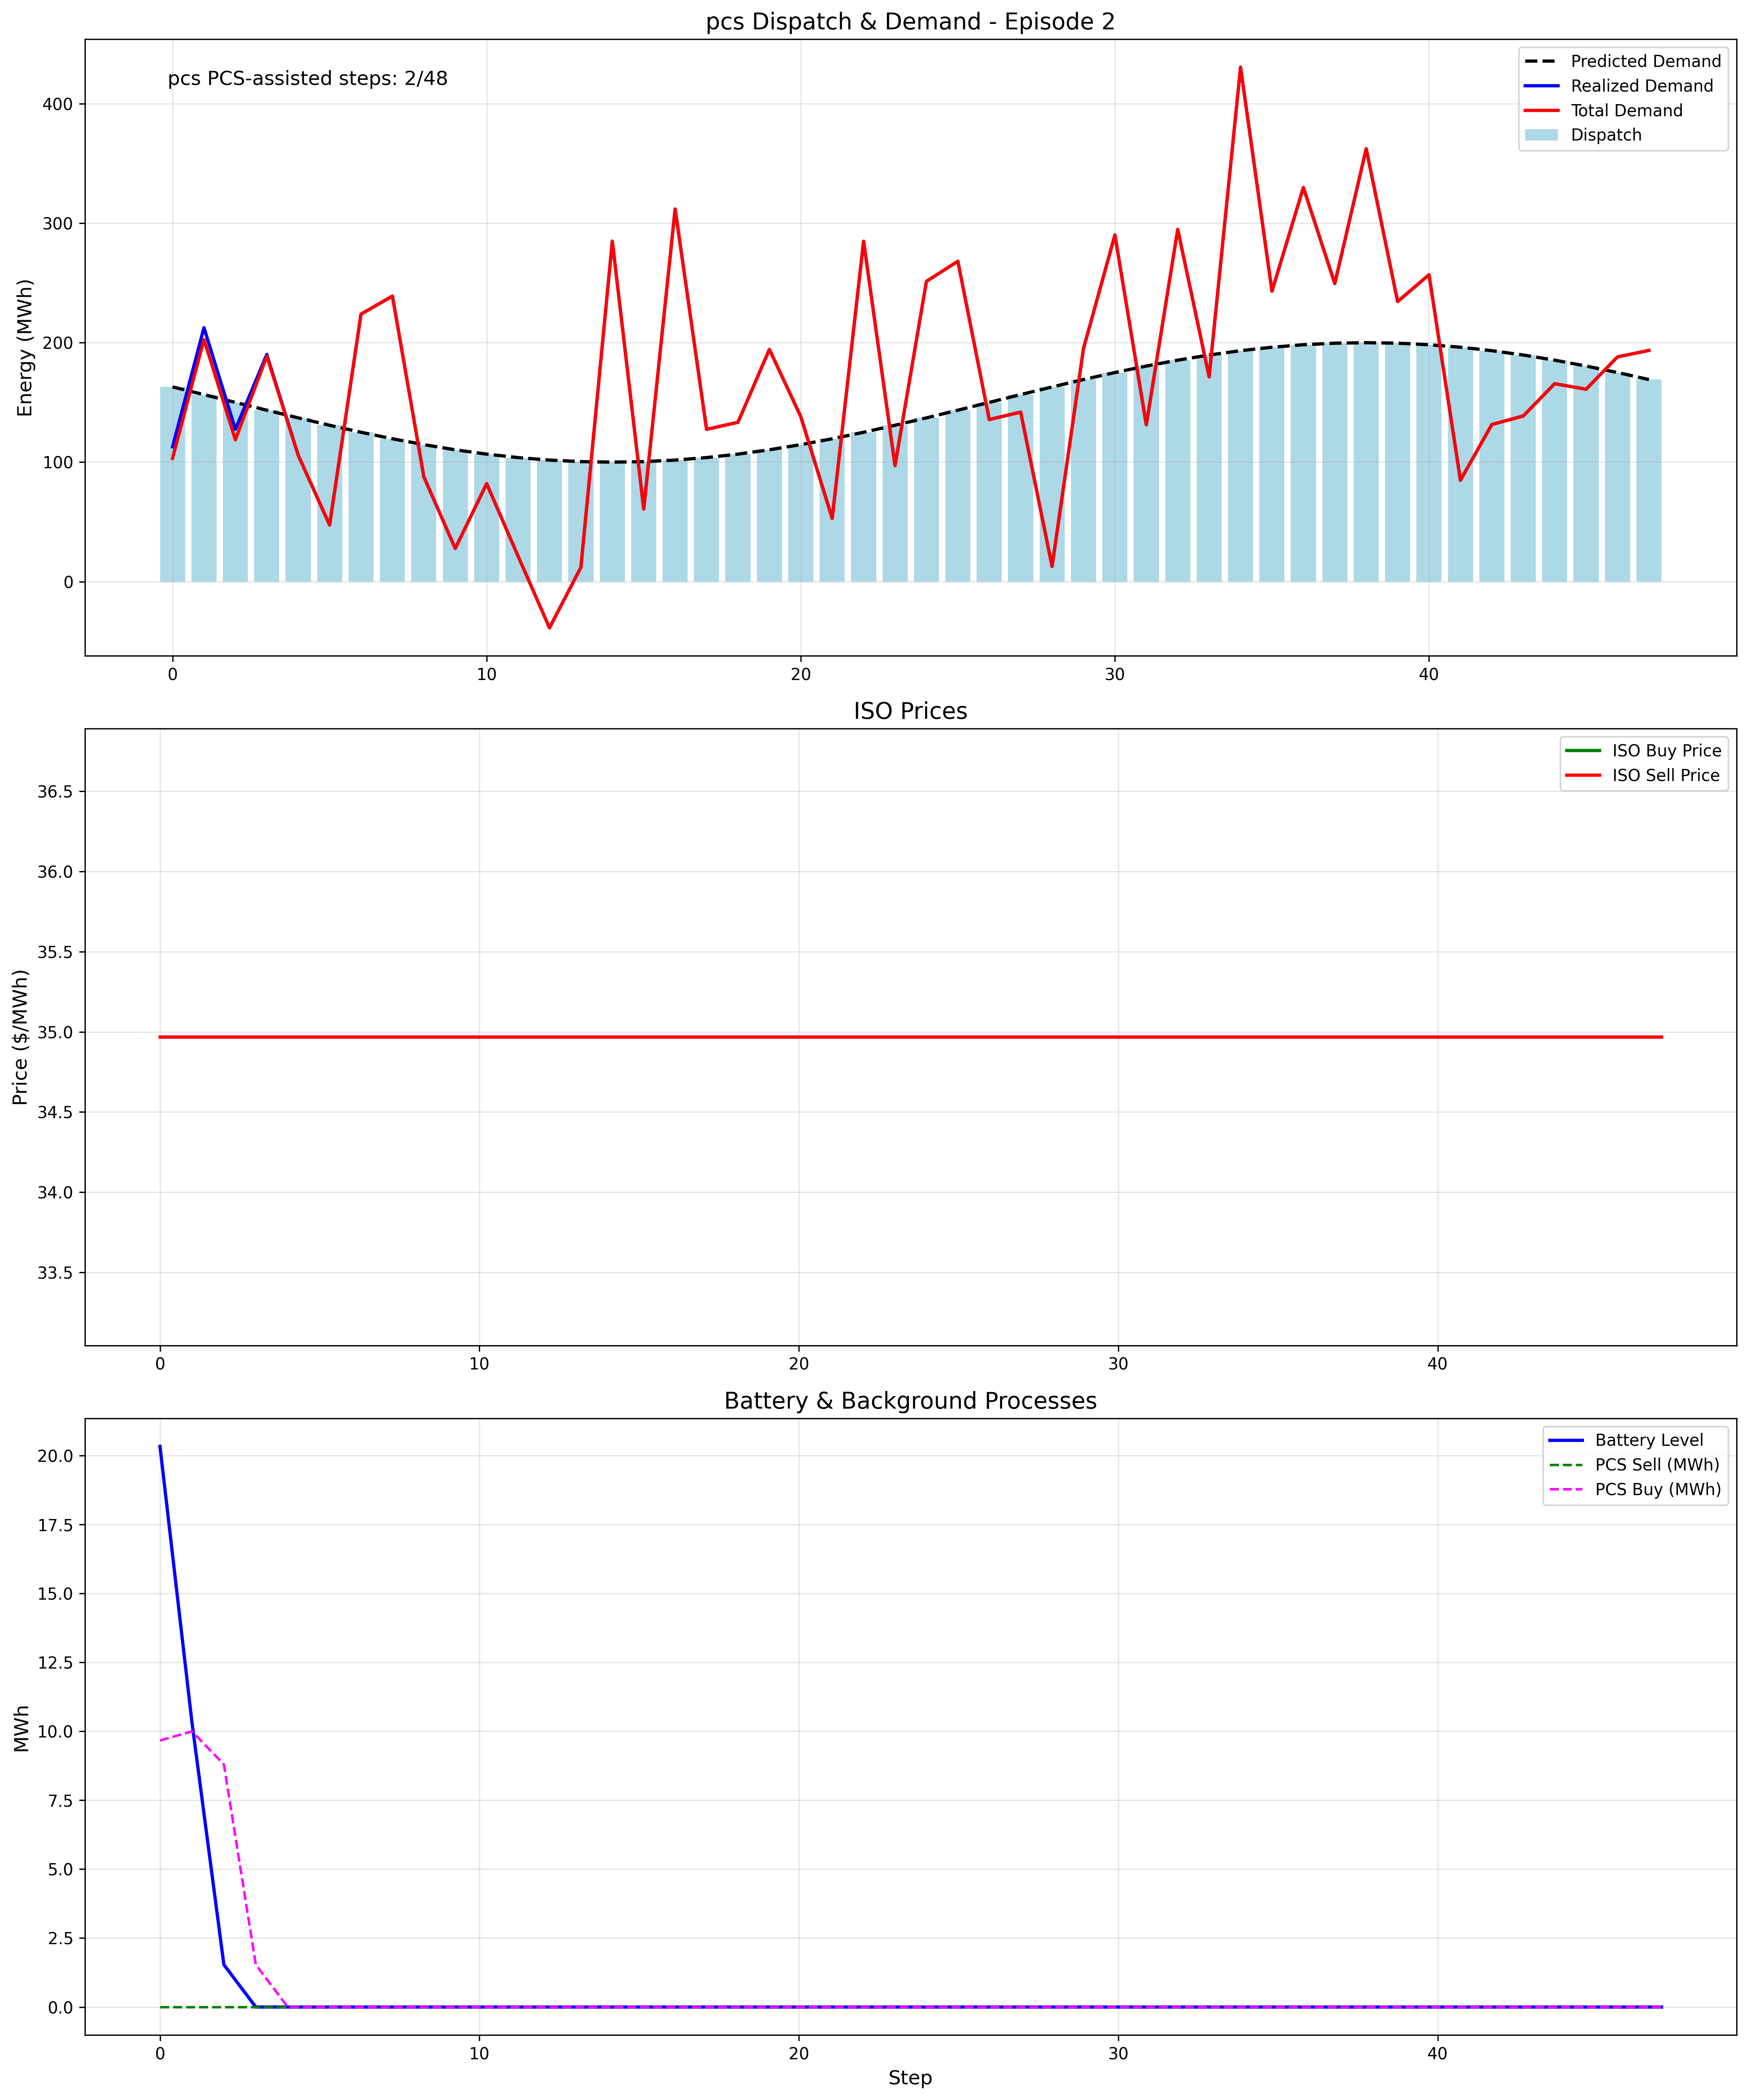 pcs Dispatch & Demand - Episode 2
pcs PCS-assisted steps: 2/48
Predicted Demand
Realized Demand
Total Demand
Dispatch
Energy (MWh)
400
300
200
100
0
0 10 20 30 40
ISO Prices
ISO Buy Price
ISO Sell Price
Price ($/MWh)
36.5
36.0
35.5
35.0
34.5
34.0
33.5
0 10 20 30 40
Battery & Background Processes
Battery Level
PCS Sell (MWh)
PCS Buy (MWh)
MWh
20.0
17.5
15.0
12.5
10.0
7.5
5.0
2.5
0.0
0 10 20 30 40
Step